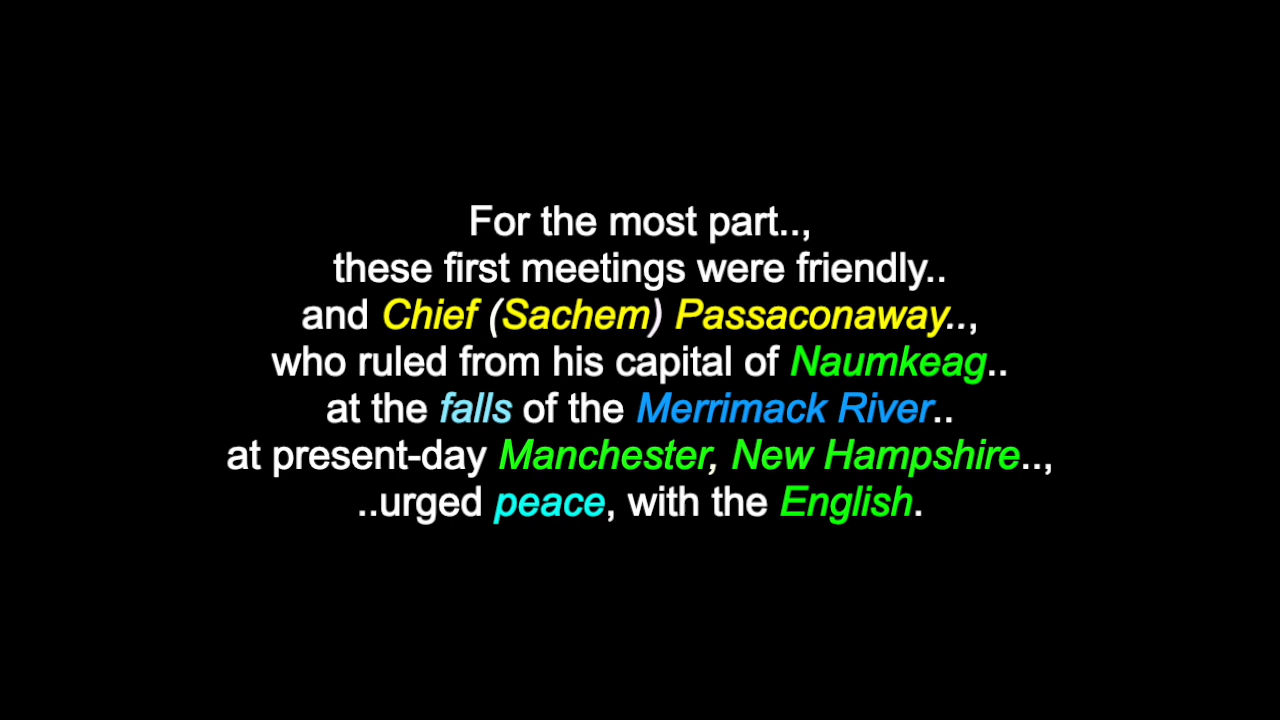 For the most part..,
these first meetings were friendly..
and Chief (Sachem) Passaconaway..,
who ruled from his capital of Naumkeag..
at the falls of the Merrimack River..
at present-day Manchester, New Hampshire..,
..urged peace, with the English.